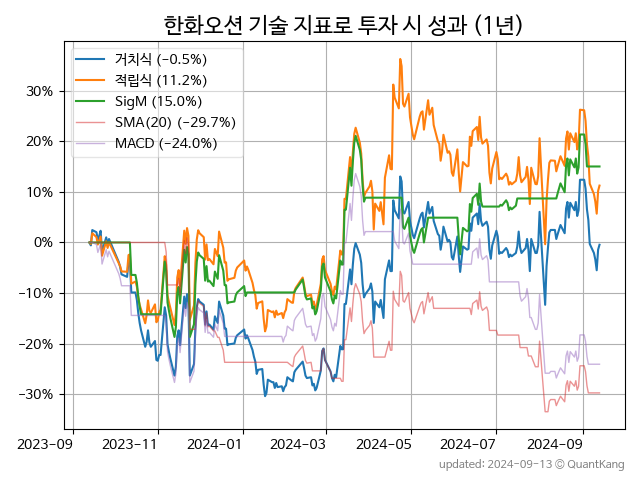 한화오션 기술 지표로 투자 시 성과 (1년)
거치식 (−0.5%)
적립식 (11.2%)
SigM (15.0%)
SMA(20) (−29.7%)
MACD (−24.0%)
30%
20%
10%
0%
−10%
−20%
−30%
2023-09 2023-11 2024-01 2024-03 2024-05 2024-07 2024-09
updated: 2024-09-13 ⓒ QuantKang